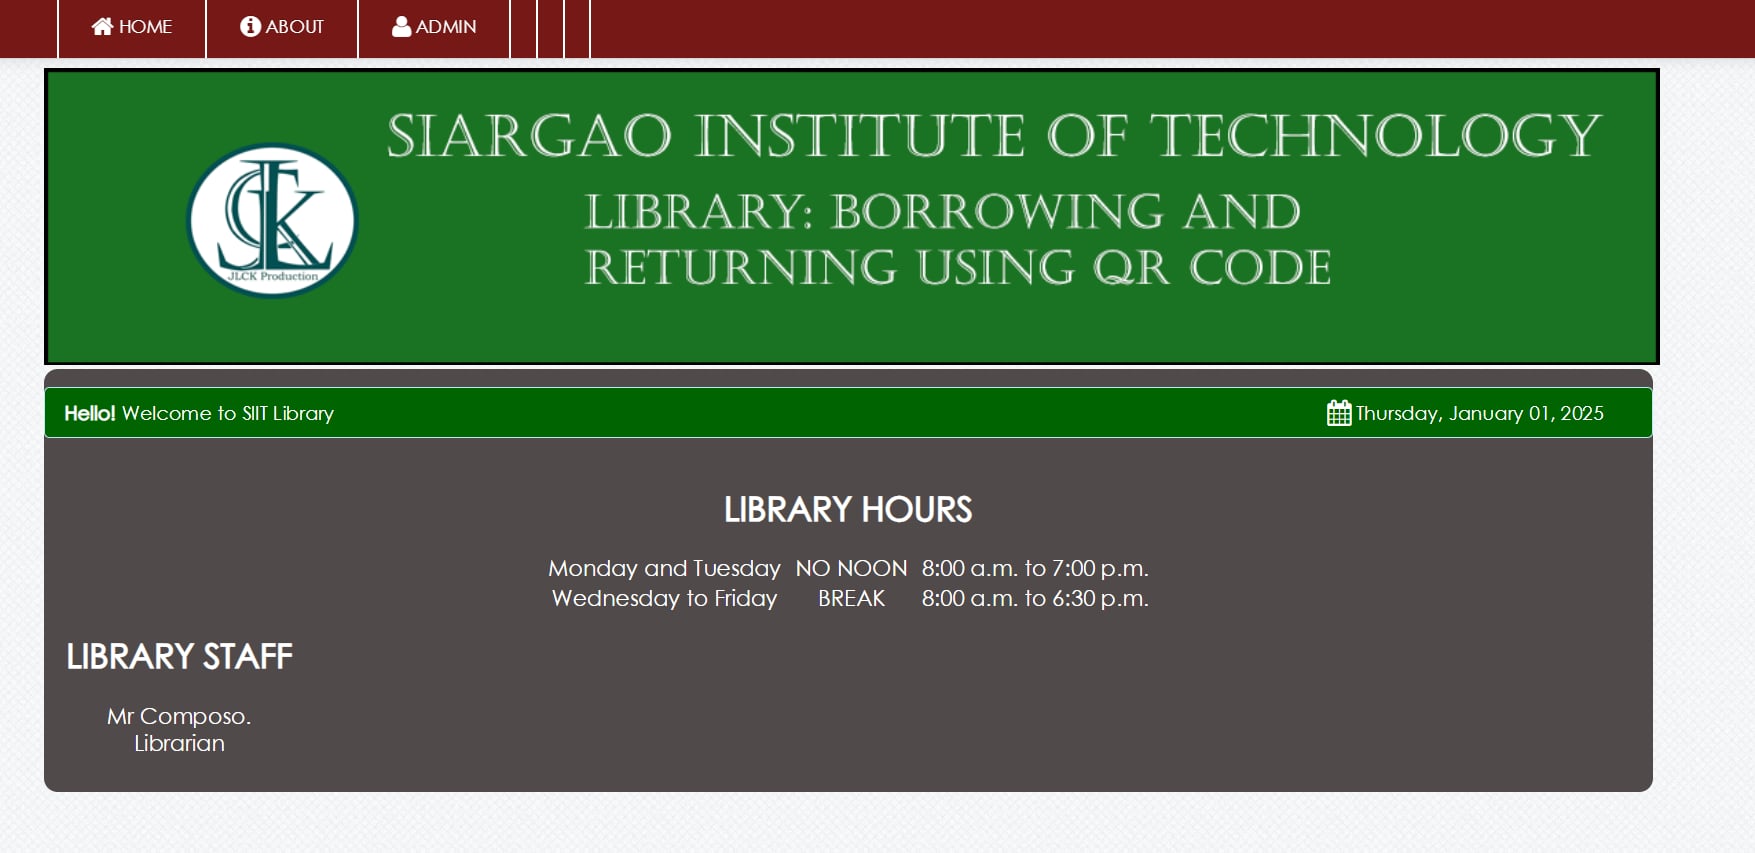 HOME ABOUT ADMIN
SIARGAO INSTITUTE OF TECHNOLOGY
LIBRARY: BORROWING AND
RETURNING USING QR CODE
JLCK
JLCK Production
Hello! Welcome to SIIT Library Thursday, January 01, 2025
LIBRARY HOURS
Monday and Tuesday NO NOON 8:00 a.m. to 7:00 p.m.
Wednesday to Friday BREAK 8:00 a.m. to 6:30 p.m.
LIBRARY STAFF
Mr Composo.
Librarian